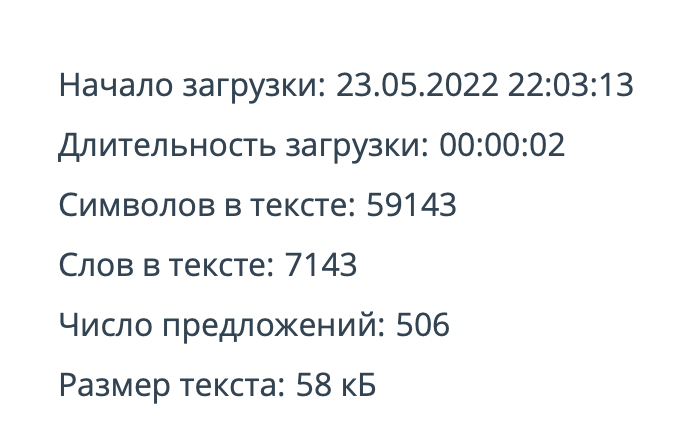 Начало загрузки: 23.05.2022 22:03:13
Длительность загрузки: 00:00:02
Символов в тексте: 59143
Слов в тексте: 7143
Число предложений: 506
Размер текста: 58 кБ